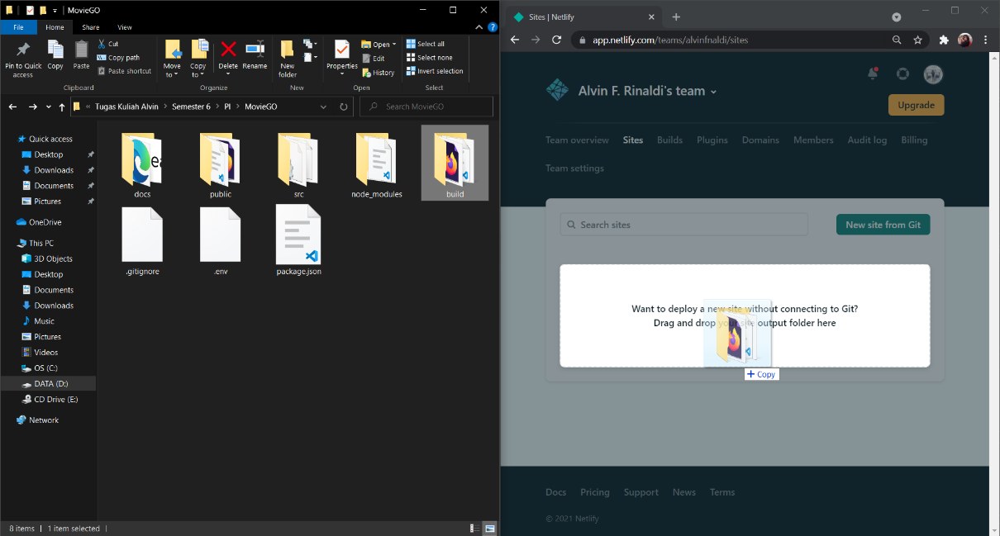 MovieGO
File Home Share View
Pin to Quick access
Copy
Paste
Cut
Copy path
Paste shortcut
Clipboard
Move to
Copy to
Delete
Rename
Organize
New folder
New
Properties
Open
Edit
History
Open
Select all
Select none
Invert selection
Select
« Tugas Kuliah Alvin › Semester 6 › PI › MovieGO
Search MovieGO
Quick access
Desktop
Downloads
Documents
Pictures
OneDrive
This PC
3D Objects
Desktop
Documents
Downloads
Music
Pictures
Videos
OS (C:)
DATA (D:)
CD Drive (E:)
Network
docs
public
src
node_modules
build
.gitignore
.env
package.json
8 items
1 item selected
Sites | Netlify
app.netlify.com/teams/alvinfnaldi/sites
Alvin F. Rinaldi's team
Upgrade
Team overview Sites Builds Plugins Domains Members Audit log Billing
Team settings
Search sites
New site from Git
Want to deploy a new site without connecting to Git?
Drag and drop your site output folder here
+ Copy
Docs Pricing Support News Terms
© 2021 Netlify